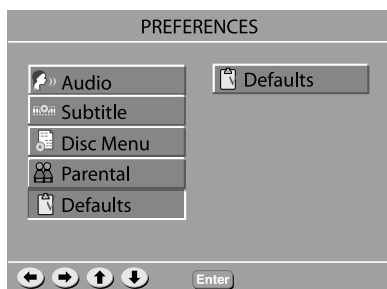 PREFERENCES
Audio
Subtitle
Disc Menu
Parental
Defaults
Defaults
Enter